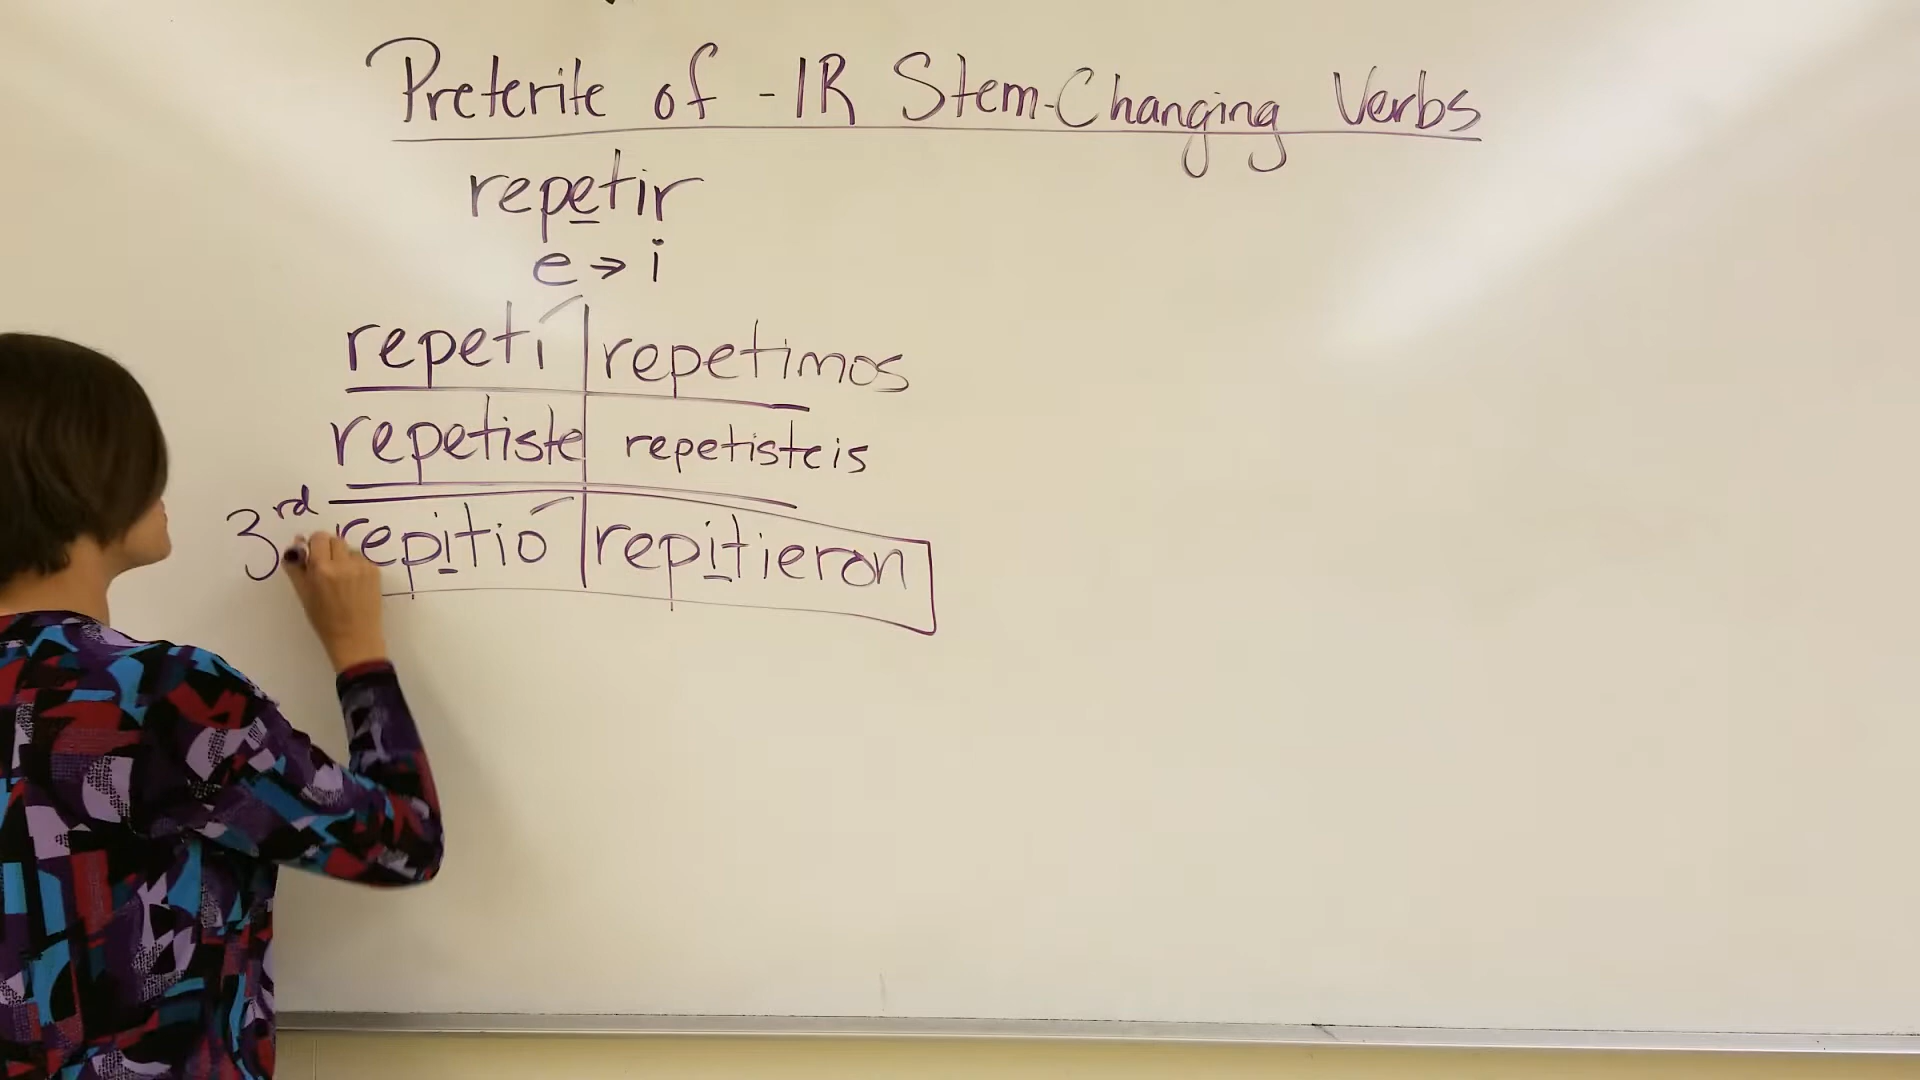 Preterite of -IR Stem-Changing Verbs
repetir
e → i
repetí repetimos
repetiste repetisteis
3rd repitió repitieron